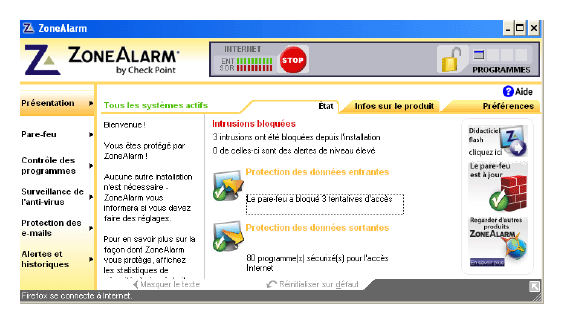 ZoneAlarm
ZONEALARM
by Check Point
INTERNET
ENT
SOR
STOP
PROGRAMMES
Aide
Présentation
Tous les systèmes actifs
État
Infos sur le produit
Préférences
Pare-feu
Contrôle des
programmes
Surveillance de
l'anti-virus
Protection des
e-mails
Alertes et
historiques
Bienvenue !
Vous êtes protégé par
ZoneAlarm !
Aucune autre installation
n'est nécessaire -
ZoneAlarm vous
informera si vous devez
faire des réglages.
Pour en savoir plus sur la
façon dont ZoneAlarm
vous protège, affichez
les statistiques de
Intrusions bloquées
3 intrusions ont été bloquées depuis l'installation
0 de celles-ci sont des alertes de niveau élevé
Protection des données entrantes
Le pare-feu a bloqué 3 tentatives d'accès
Protection des données sortantes
80 programme(s) sécurisé(s) pour l'accès
Internet
Didacticiel
flash
cliquez ici
Le pare-feu
est à jour
Regarder d'autres
produits
ZONEALARM
En savoir plus
Masquer le texte
Réinitialiser sur défaut
Firefox se connecte à Internet.